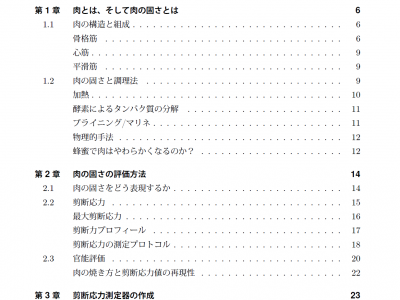 第1章 肉とは、そして肉の固さとは 6
1.1 肉の構造と組成 . . . . . . . . . . . . . . . . . . . . . . . . . . . . 6
骨格筋 . . . . . . . . . . . . . . . . . . . . . . . . . . . . 6
心筋 . . . . . . . . . . . . . . . . . . . . . . . . . . . . 9
平滑筋 . . . . . . . . . . . . . . . . . . . . . . . . . . . . 9
1.2 肉の固さと調理法 . . . . . . . . . . . . . . . . . . . . . . . . . . . . 9
加熱 . . . . . . . . . . . . . . . . . . . . . . . . . . . . 10
酵素によるタンパク質の分解 . . . . . . . . . . . . . . . . . . . . 11
ブライニング/マリネ . . . . . . . . . . . . . . . . . . . . . . . . 11
物理的手法 . . . . . . . . . . . . . . . . . . . . . . . . . . . . 12
蜂蜜で肉はやわらかくなるのか？ . . . . . . . . . . . . . . . . . . 12
第2章 肉の固さの評価方法 14
2.1 肉の固さをどう表現するか . . . . . . . . . . . . . . . . . . . . . . 14
2.2 剪断応力 . . . . . . . . . . . . . . . . . . . . . . . . . . . . 15
最大剪断応力 . . . . . . . . . . . . . . . . . . . . . . . . . . . . 16
剪断力プロフィール . . . . . . . . . . . . . . . . . . . . . . . . 17
剪断応力の測定プロトコル . . . . . . . . . . . . . . . . . . . . . . 18
2.3 官能評価 . . . . . . . . . . . . . . . . . . . . . . . . . . . . 20
肉の焼き方と剪断応力値の再現性 . . . . . . . . . . . . . . . . . . 22
第3章 剪断応力測定器の作成 23